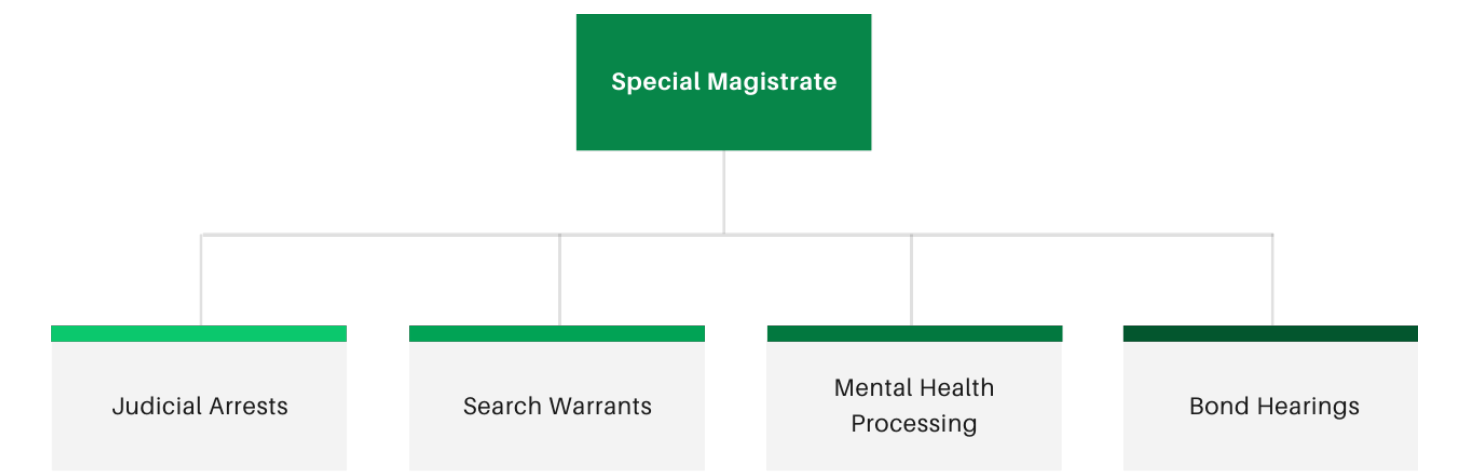 Special Magistrate
Judicial Arrests
Search Warrants
Mental Health
Processing
Bond Hearings